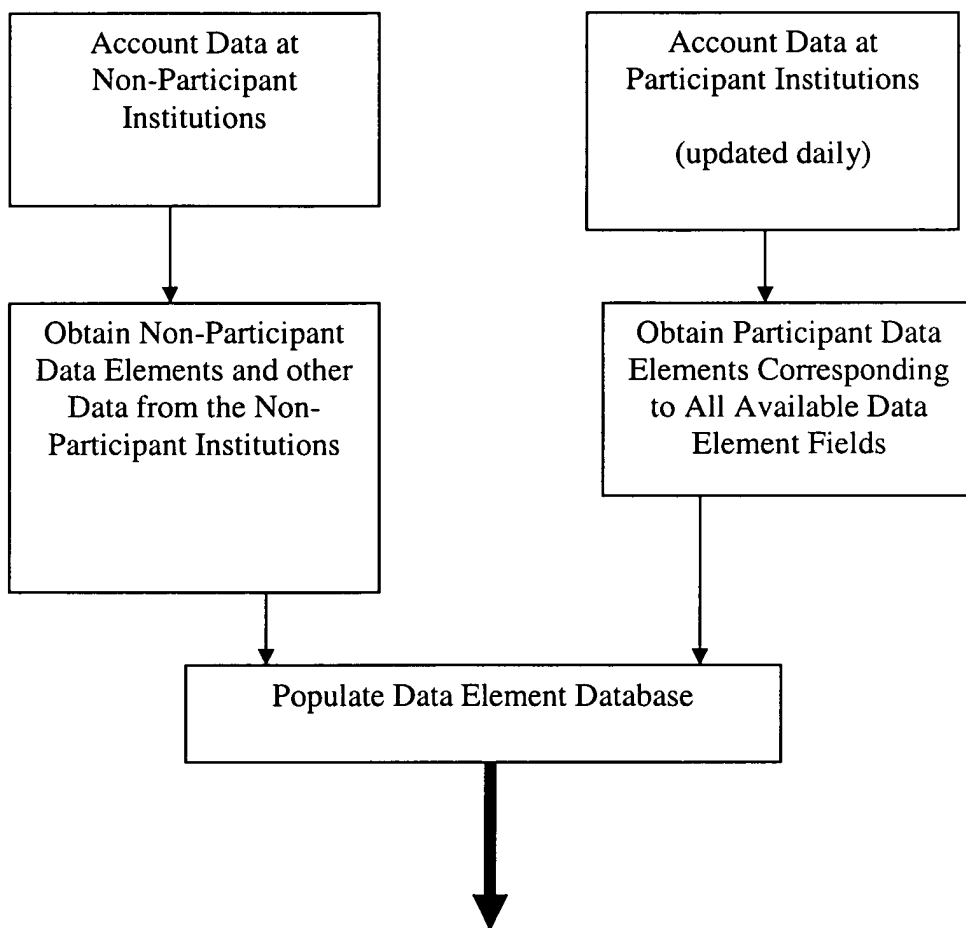 Account Data at
Non-Participant
Institutions
Account Data at
Participant Institutions
(updated daily)
Obtain Non-Participant
Data Elements and other
Data from the Non-
Participant Institutions
Obtain Participant Data
Elements Corresponding
to All Available Data
Element Fields
Populate Data Element Database